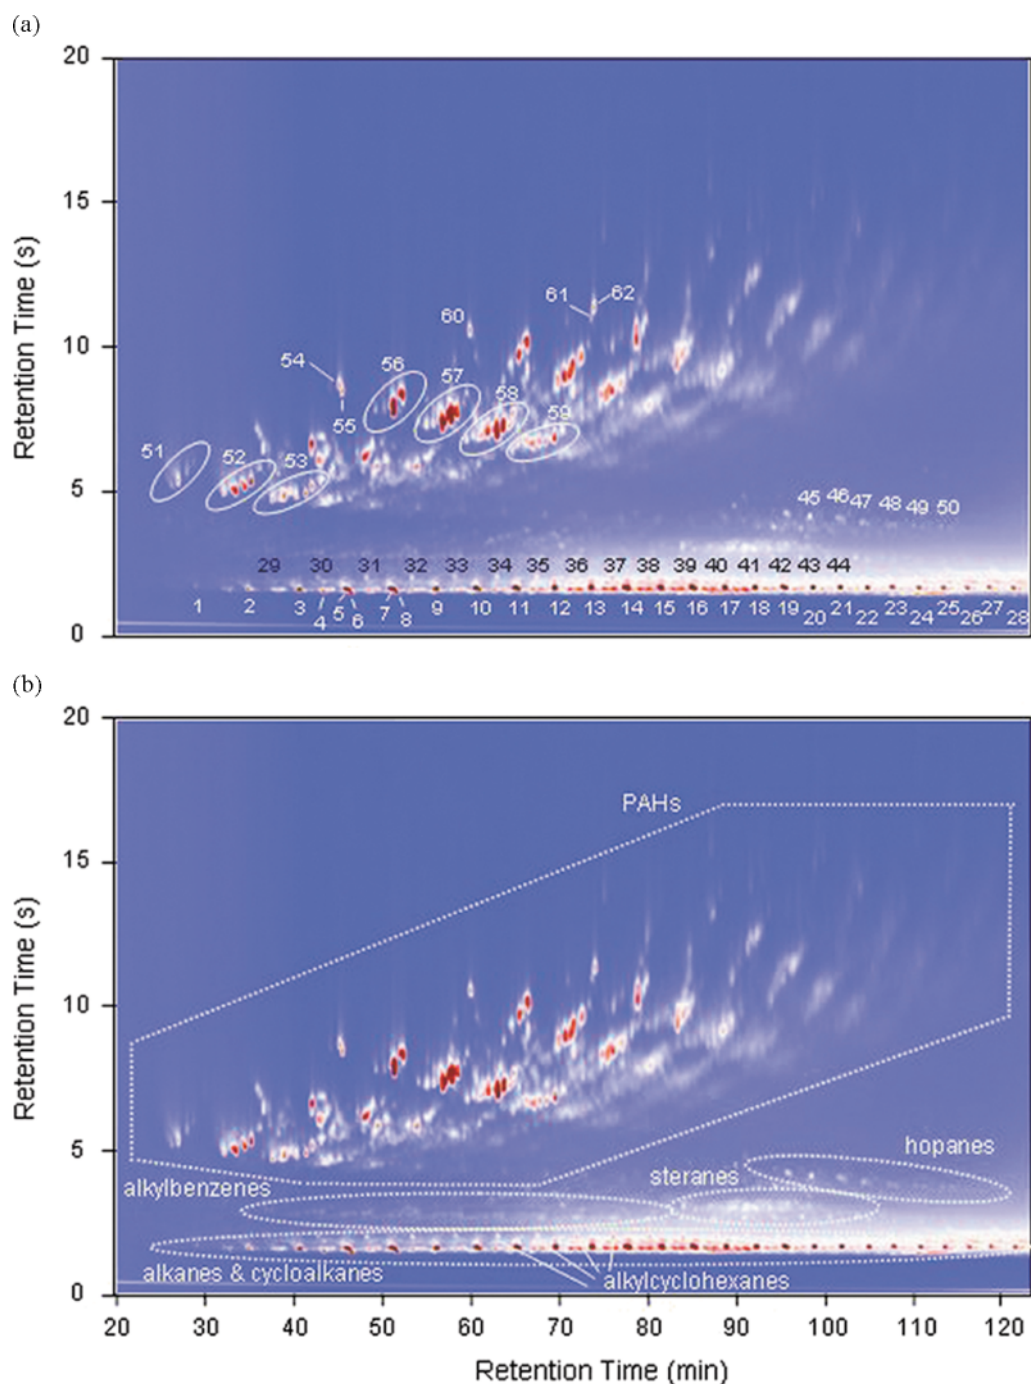 (a)
20
15
10
5
0
Retention Time (s)
61 62
60
54
56
57
58
59
55
51
52
53
45 46 47 48 49 50
29 30 31 32 33 34 35 36 37 38 39 40 41 42 43 44
1 2 3 4 5 6 7 8 9 10 11 12 13 14 15 16 17 18 19 20 21 22 23 24 25 26 27 28
(b)
20
15
10
5
0
Retention Time (s)
PAHs
hopanes
steranes
alkylbenzenes
alkanes & cycloalkanes
alkylcyclohexanes
20 30 40 50 60 70 80 90 100 110 120
Retention Time (min)